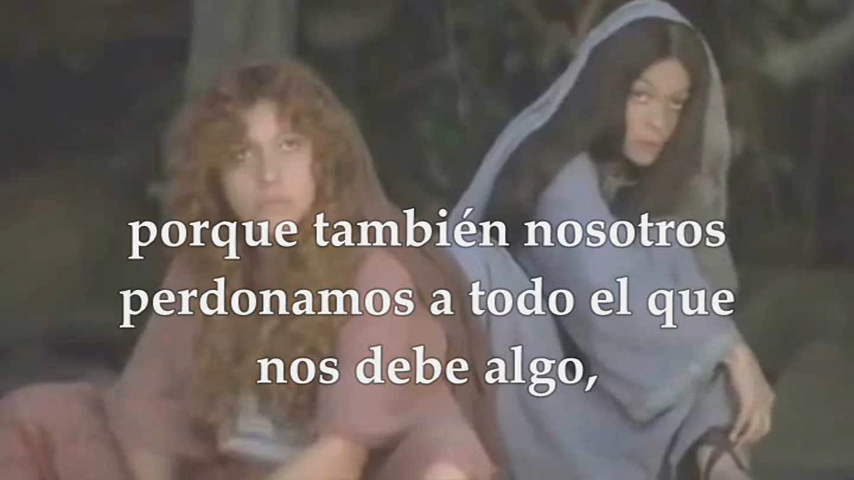 porque también nosotros
perdonamos a todo el que
nos debe algo,